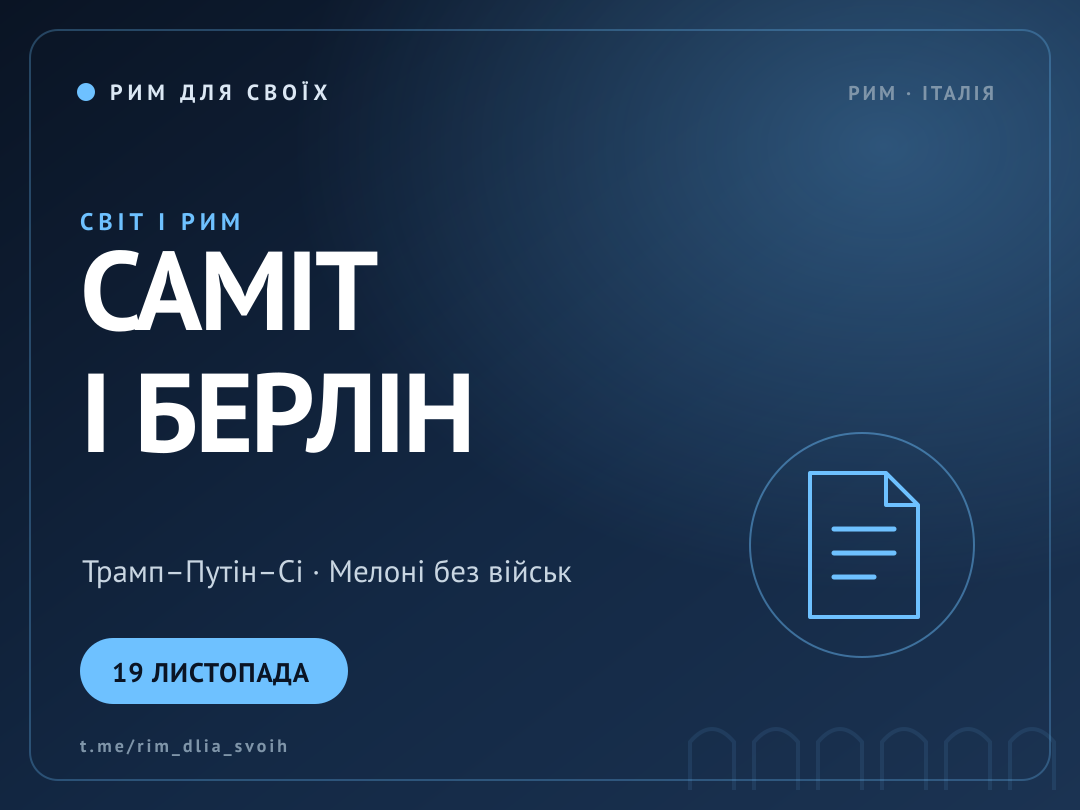 РИМ ДЛЯ СВОЇХ
РИМ · ІТАЛІЯ
СВІТ І РИМ
САМІТ
І БЕРЛІН
Трамп–Путін–Сі · Мелоні без військ
19 ЛИСТОПАДА
t.me/rim_dlia_svoih